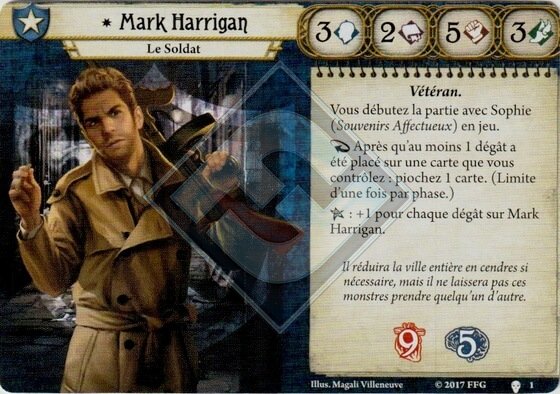 ✶ Mark Harrigan
Le Soldat
3 2 5 3
Vétéran.
Vous débutez la partie avec Sophie
(Souvenirs Affectueux) en jeu.
Après qu'au moins 1 dégât a
été placé sur une carte que vous
contrôlez : piochez 1 carte. (Limite
d'une fois par phase.)
: +1 pour chaque dégât sur Mark
Harrigan.
Il réduira la ville entière en cendres si
nécessaire, mais il ne laissera pas ces
monstres prendre quelqu'un d'autre.
9 5
Illus. Magali Villeneuve © 2017 FFG 1